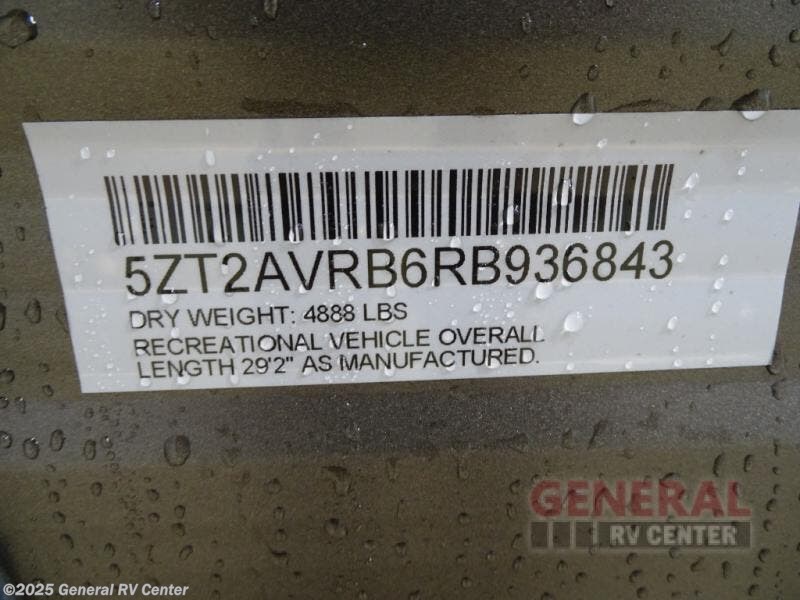 5ZT2AVRB6RB936843
DRY WEIGHT: 4888 LBS
RECREATIONAL VEHICLE OVERALL
LENGTH 29'2" AS MANUFACTURED.
GENERAL
RV CENTER
©2025 General RV Center